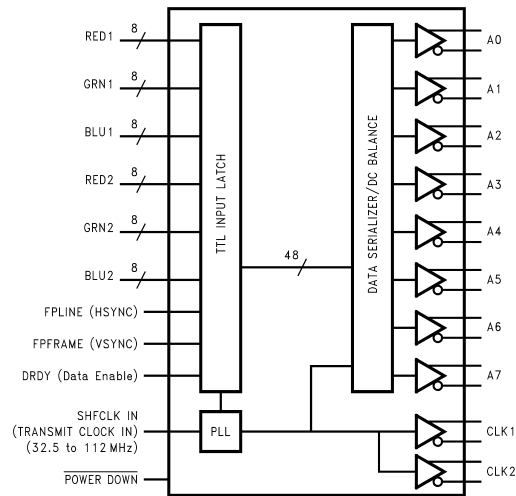 RED1 8
GRN1 8
BLU1 8
RED2 8
GRN2 8
BLU2 8
FPLINE (HSYNC)
FPFRAME (VSYNC)
DRDY (Data Enable)
SHFCLK IN
(TRANSMIT CLOCK IN)
(32.5 to 112 MHz)
POWER DOWN
TTL INPUT LATCH
PLL
48
DATA SERIALIZER/DC BALANCE
A0
A1
A2
A3
A4
A5
A6
A7
CLK1
CLK2